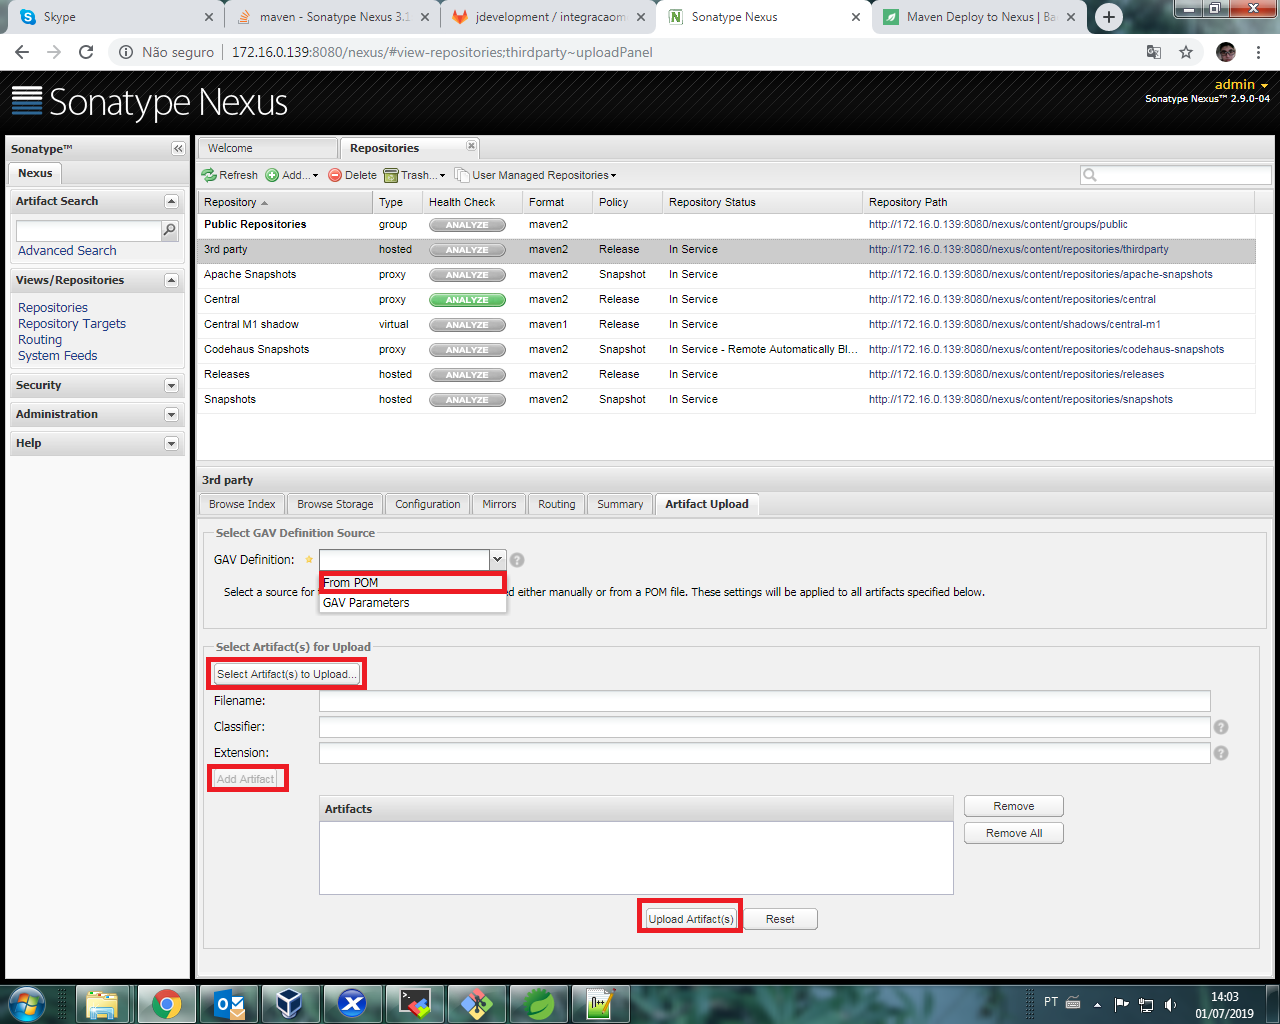 Skype
maven - Sonatype Nexus 3.1
jdevelopment / integracaom
Sonatype Nexus
Maven Deploy to Nexus | Ba
Não seguro
172.16.0.139:8080/nexus/#view-repositories;thirdparty~uploadPanel
Sonatype Nexus
admin
Sonatype Nexus™ 2.9.0-04
Sonatype™
Nexus
Artifact Search
Advanced Search
Views/Repositories
Repositories
Repository Targets
Routing
System Feeds
Security
Administration
Help
Welcome
Repositories
Refresh Add... Delete Trash... User Managed Repositories
Repository Type Health Check Format Policy Repository Status Repository Path
Public Repositories group ANALYZE maven2 http://172.16.0.139:8080/nexus/content/groups/public
3rd party hosted ANALYZE maven2 Release In Service http://172.16.0.139:8080/nexus/content/repositories/thirdparty
Apache Snapshots proxy ANALYZE maven2 Snapshot In Service http://172.16.0.139:8080/nexus/content/repositories/apache-snapshots
Central proxy ANALYZE maven2 Release In Service http://172.16.0.139:8080/nexus/content/repositories/central
Central M1 shadow virtual ANALYZE maven1 Release In Service http://172.16.0.139:8080/nexus/content/shadows/central-m1
Codehaus Snapshots proxy ANALYZE maven2 Snapshot In Service - Remote Automatically Bl... http://172.16.0.139:8080/nexus/content/repositories/codehaus-snapshots
Releases hosted ANALYZE maven2 Release In Service http://172.16.0.139:8080/nexus/content/repositories/releases
Snapshots hosted ANALYZE maven2 Snapshot In Service http://172.16.0.139:8080/nexus/content/repositories/snapshots
3rd party
Browse Index Browse Storage Configuration Mirrors Routing Summary Artifact Upload
Select GAV Definition Source
GAV Definition:
From POM
Select a source for ed either manually or from a POM file. These settings will be applied to all artifacts specified below.
GAV Parameters
Select Artifact(s) for Upload
Select Artifact(s) to Upload...
Filename:
Classifier:
Extension:
Add Artifact
Artifacts
Remove
Remove All
Upload Artifact(s) Reset
PT
14:03
01/07/2019